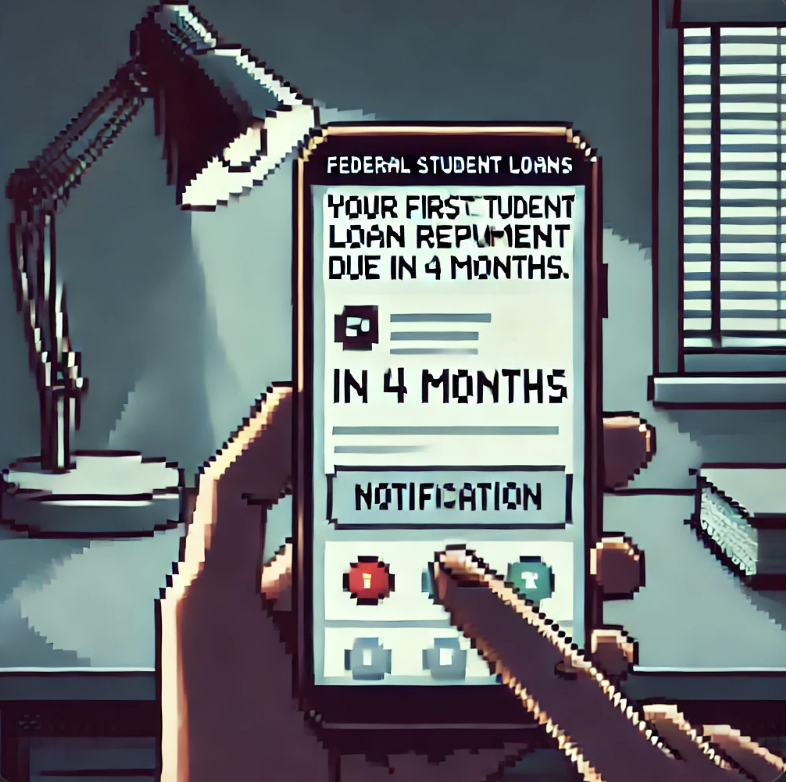 FEDERAL STUDENT LOANS
YOUR FIRST TUDENT
LOAN REPUMENT
DUE IN 4 MONTHS.
IN 4 MONTHS
NOTIFICATION